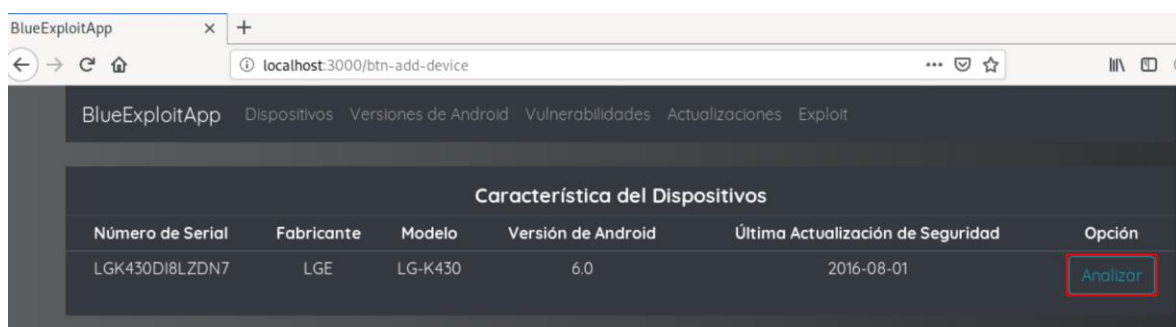 BlueExploitApp
localhost:3000/btn-add-device
BlueExploitApp Dispositivos Versiones de Android Vulnerabilidades Actualizaciones Exploit
Característica del Dispositivos
Número de Serial Fabricante Modelo Versión de Android Última Actualización de Seguridad Opción
LGK430DI8LZDN7 LGE LG-K430 6.0 2016-08-01 Analizar